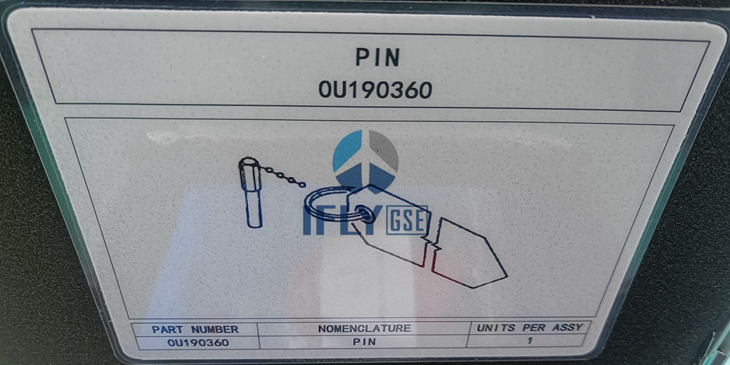 PIN
0U190360
IFLY GSE
PART NUMBER NOMENCLATURE UNITS PER ASSY
0U190360 PIN 1